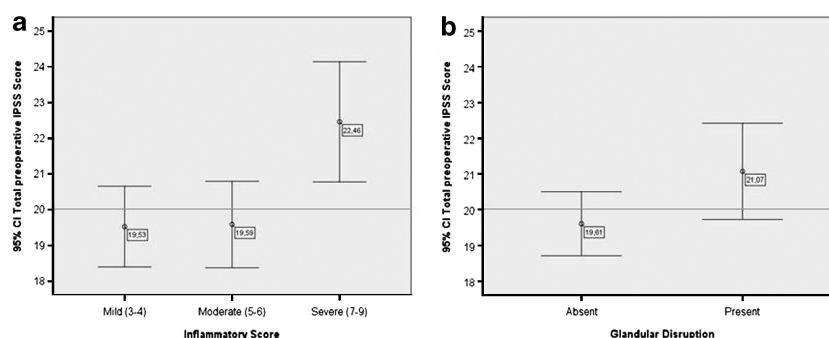 a
95% CI Total preoperative IPSS Score
25
24
23
22
21
20
19
18
22,46
19,53
19,59
Mild (3-4)
Moderate (5-6)
Severe (7-9)
Inflammatory Score
b
95% CI Total preoperative IPSS Score
25
24
23
22
21
20
19
18
21,07
19,61
Absent
Present
Glandular Disruption